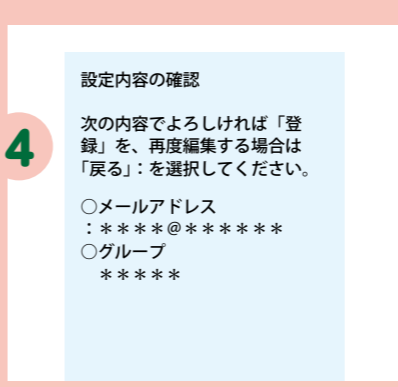 4
設定内容の確認
次の内容でよろしければ「登
録」を、再度編集する場合は
「戻る」：を選択してください。
○メールアドレス
：＊＊＊＊@＊＊＊＊＊＊
○グループ
＊＊＊＊＊